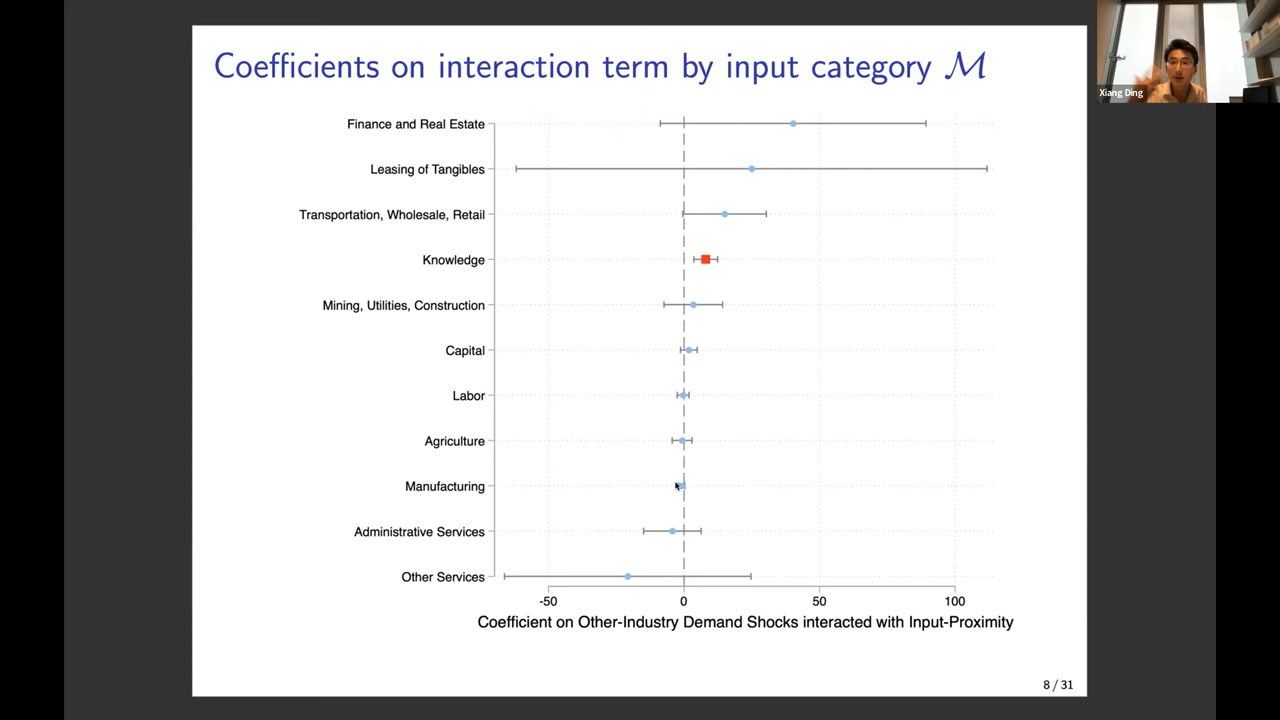 Coefficients on interaction term by input category M
Xiang Ding
Finance and Real Estate
Leasing of Tangibles
Transportation, Wholesale, Retail
Knowledge
Mining, Utilities, Construction
Capital
Labor
Agriculture
Manufacturing
Administrative Services
Other Services
-50 0 50 100
Coefficient on Other-Industry Demand Shocks interacted with Input-Proximity
8 / 31